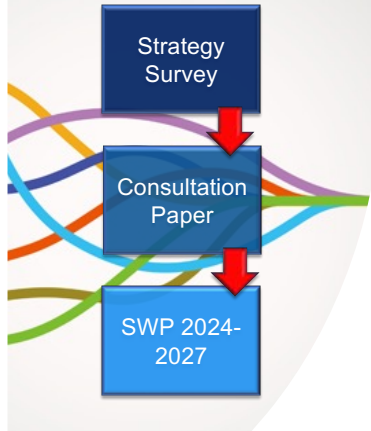 Strategy
Survey
Consultation
Paper
SWP 2024-
2027